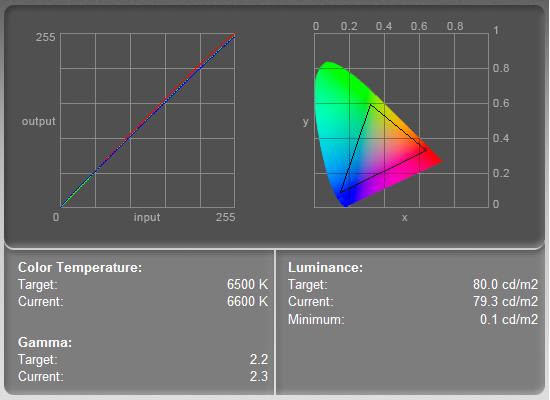 255
output
0 input 255
0 0.2 0.4 0.6 0.8
1
0.8
0.6
y
0.4
0.2
0
x
Color Temperature:
Target: 6500 K
Current: 6600 K
Gamma:
Target: 2.2
Current: 2.3
Luminance:
Target: 80.0 cd/m2
Current: 79.3 cd/m2
Minimum: 0.1 cd/m2